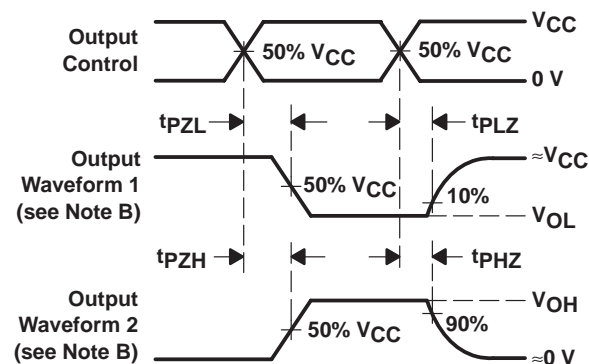 Output
Control
50% VCC
50% VCC
VCC
0 V
tPZL
tPLZ
Output
Waveform 1
(see Note B)
50% VCC
10%
≈VCC
VOL
tPZH
tPHZ
Output
Waveform 2
(see Note B)
50% VCC
90%
VOH
≈0 V